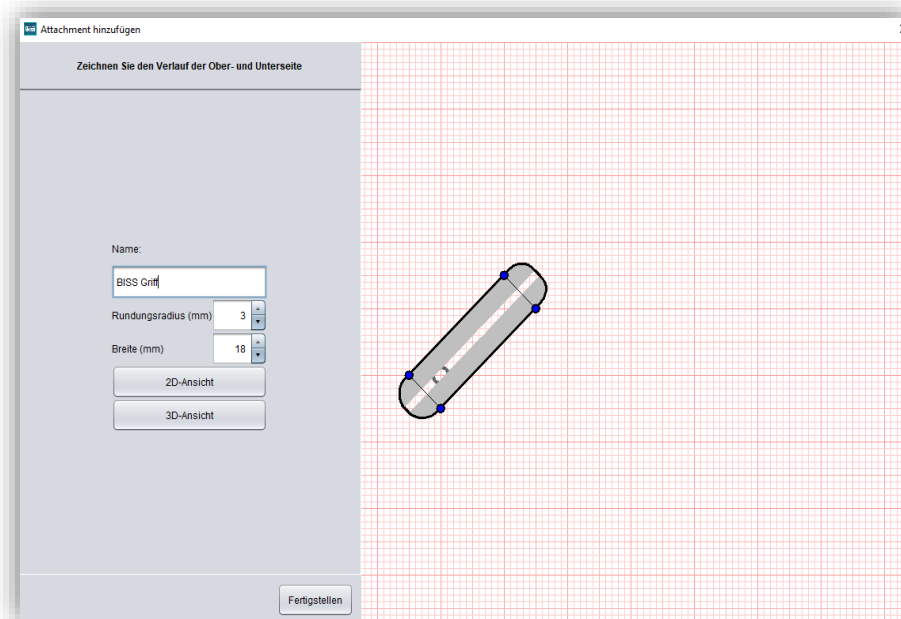 Attachment hinzufügen
Zeichnen Sie den Verlauf der Ober- und Unterseite
Name:
BISS Griff
Rundungsradius (mm) 3
Breite (mm) 18
2D-Ansicht
3D-Ansicht
Fertigstellen